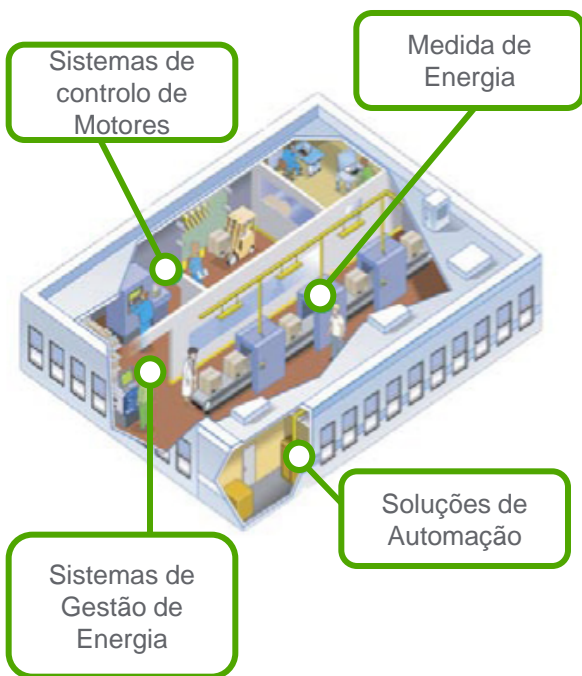 Sistemas de
controlo de
Motores
Medida de
Energia
Soluções de
Automação
Sistemas de
Gestão de
Energia